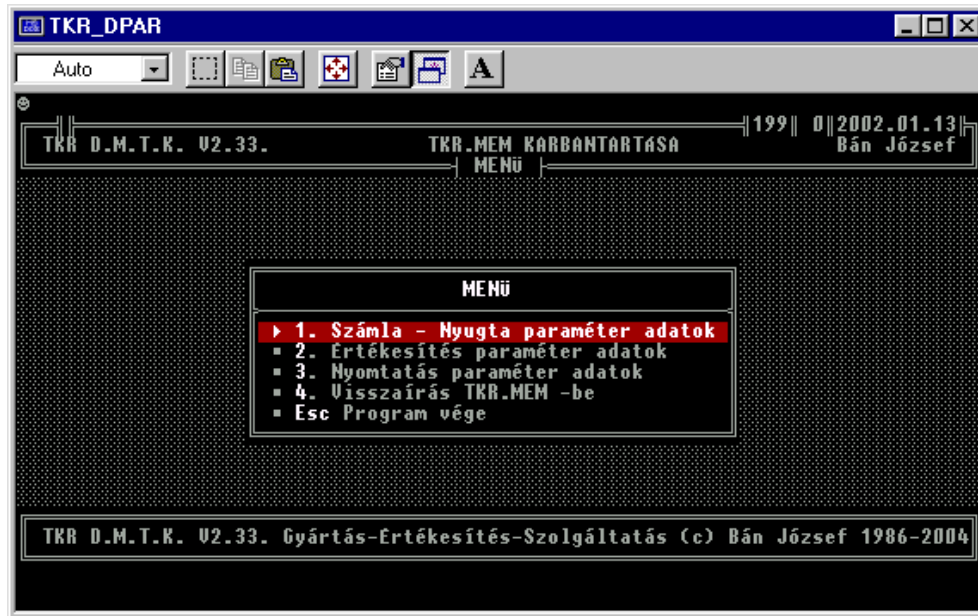 TKR_DPAR
Auto
A
199 0 2002.01.13
TKR D.M.T.K. V2.33. TKR.MEM KARBANTARTáSA Bán József
MENü
MENü
1. Számla - Nyugta paraméter adatok
2. Értékesítés paraméter adatok
3. Nyomtatás paraméter adatok
4. Visszaírás TKR.MEM -be
Esc Program vége
TKR D.M.T.K. V2.33. Gyártás-Értékesítés-Szolgáltatás (c) Bán József 1986-2004